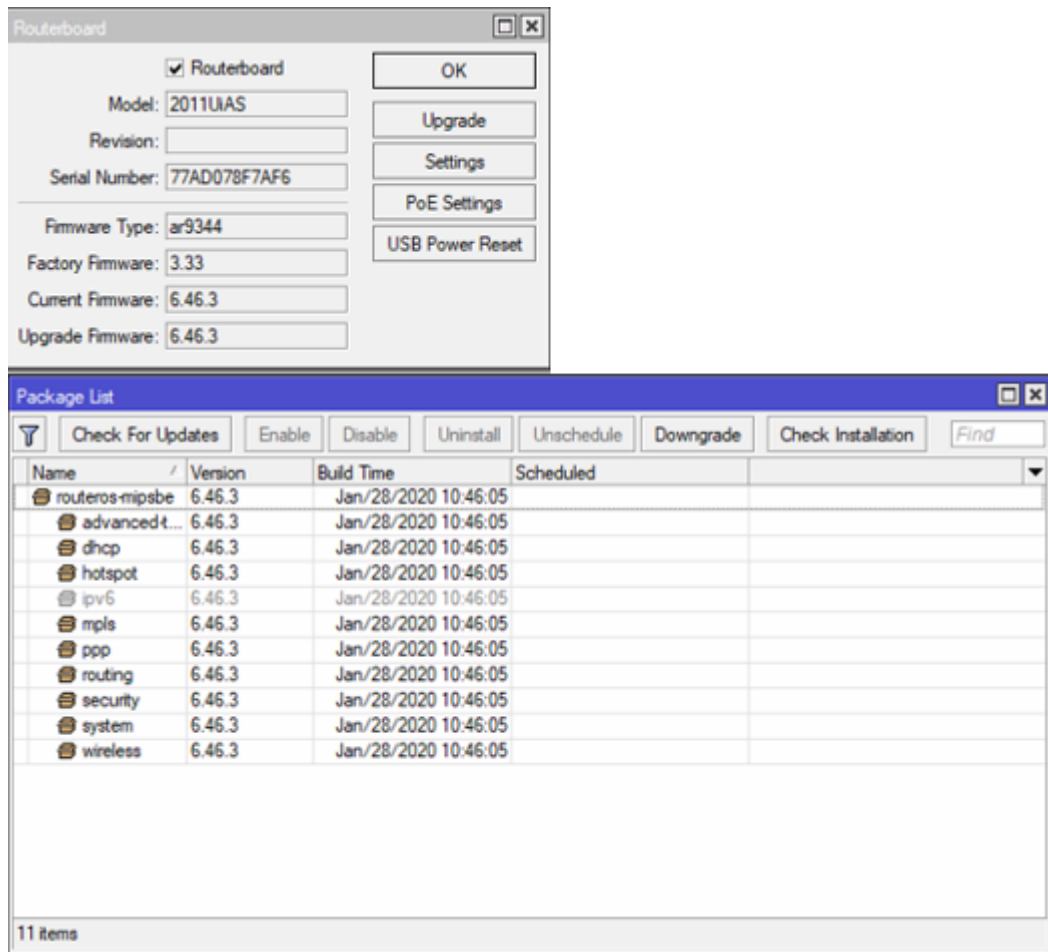 Routerboard
Routerboard
OK
Model: 2011UiAS
Upgrade
Revision:
Settings
Serial Number: 77AD078F7AF6
PoE Settings
Firmware Type: ar9344
USB Power Reset
Factory Firmware: 3.33
Current Firmware: 6.46.3
Upgrade Firmware: 6.46.3
Package List
Check For Updates Enable Disable Uninstall Unschedule Downgrade Check Installation Find
Name / Version Build Time Scheduled
routeros-mipsbe 6.46.3 Jan/28/2020 10:46:05
advanced-t... 6.46.3 Jan/28/2020 10:46:05
dhcp 6.46.3 Jan/28/2020 10:46:05
hotspot 6.46.3 Jan/28/2020 10:46:05
ipv6 6.46.3 Jan/28/2020 10:46:05
mpls 6.46.3 Jan/28/2020 10:46:05
ppp 6.46.3 Jan/28/2020 10:46:05
routing 6.46.3 Jan/28/2020 10:46:05
security 6.46.3 Jan/28/2020 10:46:05
system 6.46.3 Jan/28/2020 10:46:05
wireless 6.46.3 Jan/28/2020 10:46:05
11 items